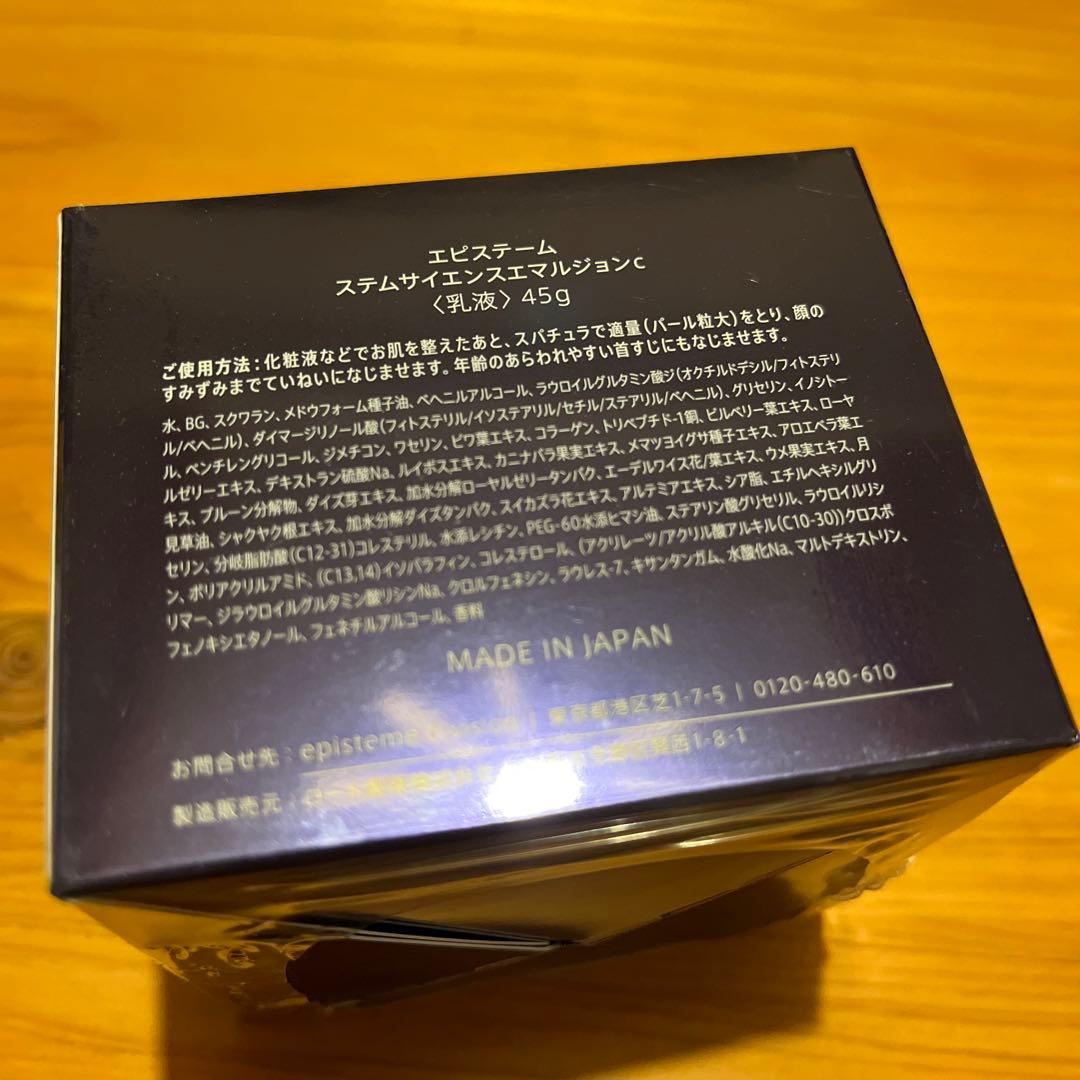 エピステーム
ステムサイエンスエマルジョンc
〈乳液〉45g
ご使用方法：化粧液などでお肌を整えたあと、スパチュラで適量（パール粒大）をとり、顔の
すみずみまでていねいになじませます。年齢のあらわれやすい首すじにもなじませます。
水、BG、スクワラン、メドウフォーム種子油、ベヘニルアルコール、ラウロイルグルタミン酸ジ（オクチルドデシル/フィトステリ
ル/ベヘニル）、ダイマージリノール酸（フィトステリル/イソステアリル/セチル/ステアリル/ベヘニル）、グリセリン、イノシトー
ル、ペンチレングリコール、ジメチコン、ワセリン、ビワ葉エキス、コラーゲン、トリペプチド-1銅、ビルベリー葉エキス、ローヤ
ルゼリーエキス、デキストラン硫酸Na、ルイボスエキス、カニナバラ果実エキス、メマツヨイグサ種子エキス、アロエベラ葉エ
キス、プルーン分解物、ダイズ芽エキス、加水分解ローヤルゼリータンパク、エーデルワイス花/葉エキス、ウメ果実エキス、月
見草油、シャクヤク根エキス、加水分解ダイズタンパク、スイカズラ花エキス、アルテミアエキス、シア脂、エチルヘキシルグリ
セリン、分岐脂肪酸（C12-31）コレステリル、水添レシチン、PEG-60水添ヒマシ油、ステアリン酸グリセリル、ラウロイルリシ
ン、ポリアクリルアミド、（C13,14）イソパラフィン、コレステロール、（アクリレーツ/アクリル酸アルキル（C10-30））クロスポ
リマー、ジラウロイルグルタミン酸リシンNa、クロルフェネシン、ラウレス-7、キサンタンガム、水酸化Na、マルトデキストリン、
フェノキシエタノール、フェネチルアルコール、香料
MADE IN JAPAN
お問合せ先：episteme | 東京都港区芝1-7-5 | 0120-480-610
製造販売元： 1-8-1